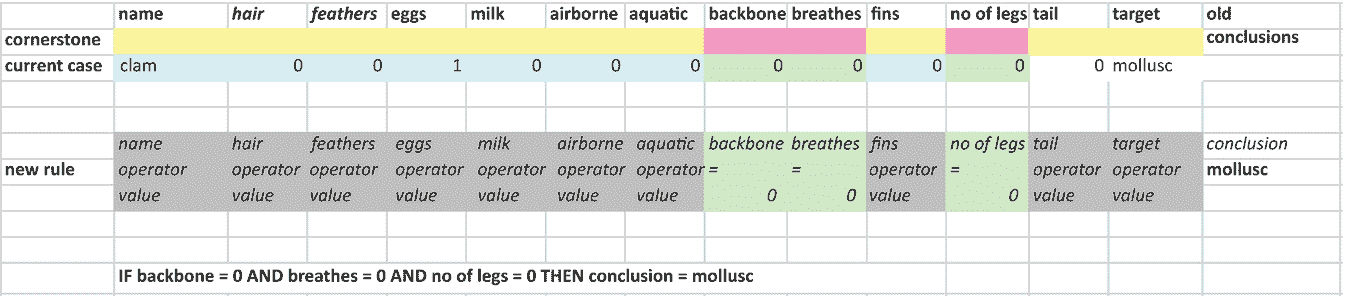 name hair feathers eggs milk airborne aquatic backbone breathes fins no of legs tail target old
cornerstone conclusions
current case clam 0 0 1 0 0 0 0 0 0 0 0 mollusc
name hair feathers eggs milk airborne aquatic backbone breathes fins no of legs tail target conclusion
new rule operator operator operator operator operator operator operator = = operator = operator operator mollusc
value value value value value value value 0 0 value 0 value value
IF backbone = 0 AND breathes = 0 AND no of legs = 0 THEN conclusion = mollusc